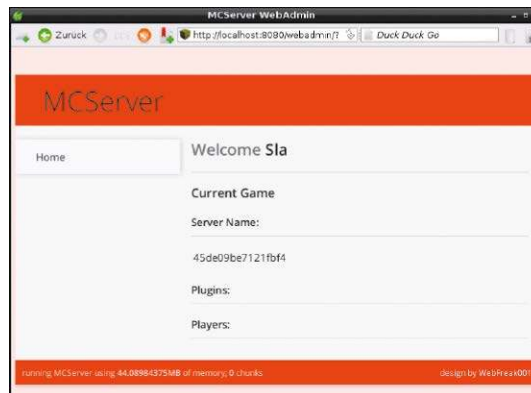 MCServer WebAdmin
Zurück http://localhost:8080/webadmin/? Duck Duck Go
MCServer
Home
Welcome Sla
Current Game
Server Name:
45de09be7121fbf4
Plugins:
Players:
running MCServer using 44.08984375MB of memory; 0 chunks
design by WebFreak001